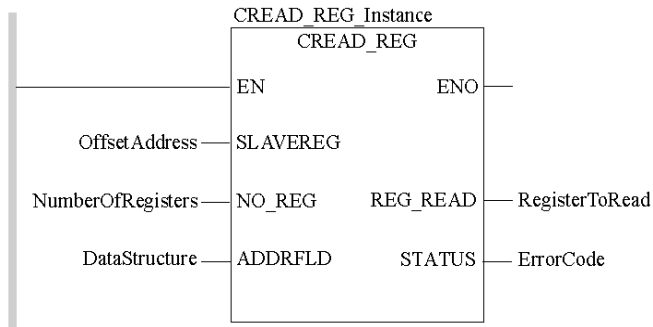 CREAD_REG_Instance
CREAD_REG
EN ENO
OffsetAddress SLAVEREG
NumberOfRegisters NO_REG REG_READ RegisterToRead
DataStructure ADDRFLD STATUS ErrorCode